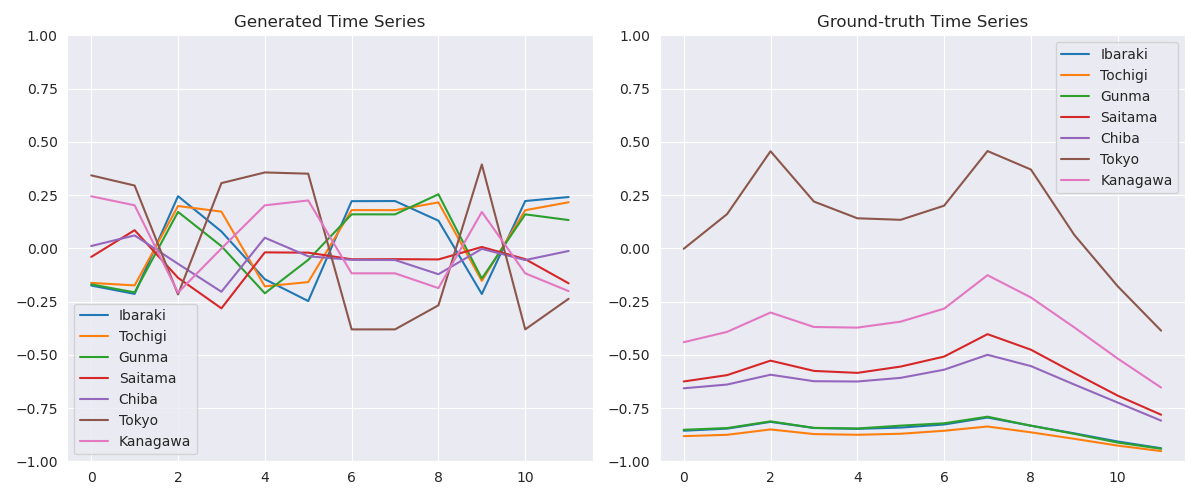 Generated Time Series
1.00
0.75
0.50
0.25
0.00
−0.25
−0.50
−0.75
−1.00
0 2 4 6 8 10
Ibaraki
Tochigi
Gunma
Saitama
Chiba
Tokyo
Kanagawa
Ground-truth Time Series
1.00
0.75
0.50
0.25
0.00
−0.25
−0.50
−0.75
−1.00
0 2 4 6 8 10
Ibaraki
Tochigi
Gunma
Saitama
Chiba
Tokyo
Kanagawa